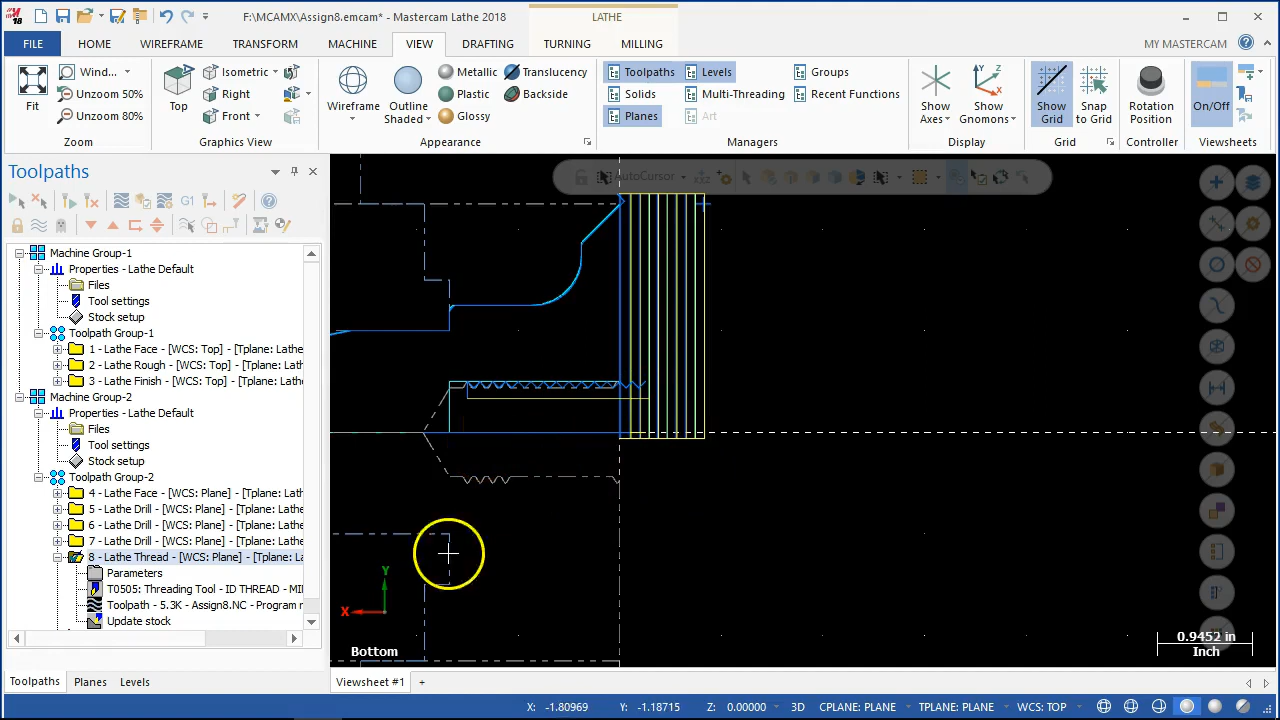 18
F:\MCAMX\Assign8.emcam* - Mastercam Lathe 2018
LATHE
FILE
HOME
WIREFRAME
TRANSFORM
MACHINE
VIEW
DRAFTING
TURNING
MILLING
MY MASTERCAM
Fit
Wind...
Unzoom 50%
Unzoom 80%
Zoom
Top
Isometric
Right
Front
Graphics View
Wireframe
Outline Shaded
Metallic
Plastic
Glossy
Translucency
Backside
Appearance
Toolpaths
Solids
Planes
Levels
Multi-Threading
Art
Groups
Recent Functions
Managers
Show Axes
Show Gnomons
Display
Show Grid
Snap to Grid
Grid
Rotation Position
Controller
On/Off
Viewsheets
Toolpaths
G1
AutoCursor
Machine Group-1
Properties - Lathe Default
Files
Tool settings
Stock setup
Toolpath Group-1
1 - Lathe Face - [WCS: Top] - [Tplane: Lathe
2 - Lathe Rough - [WCS: Top] - [Tplane: Lathe
3 - Lathe Finish - [WCS: Top] - [Tplane: Lathe
Machine Group-2
Properties - Lathe Default
Files
Tool settings
Stock setup
Toolpath Group-2
4 - Lathe Face - [WCS: Plane] - [Tplane: Lath
5 - Lathe Drill - [WCS: Plane] - [Tplane: Lath
6 - Lathe Drill - [WCS: Plane] - [Tplane: Lath
7 - Lathe Drill - [WCS: Plane] - [Tplane: Lath
8 - Lathe Thread - [WCS: Plane] - [Tplane: La
Parameters
T0505: Threading Tool - ID THREAD - MI
Toolpath - 5.3K - Assign8.NC - Program
Update stock
Y
X
Bottom
0.9452 in
Inch
Toolpaths
Planes
Levels
Viewsheet #1
+
X: -1.80969
Y: -1.18715
Z: 0.00000
3D
CPLANE: PLANE
TPLANE: PLANE
WCS: TOP